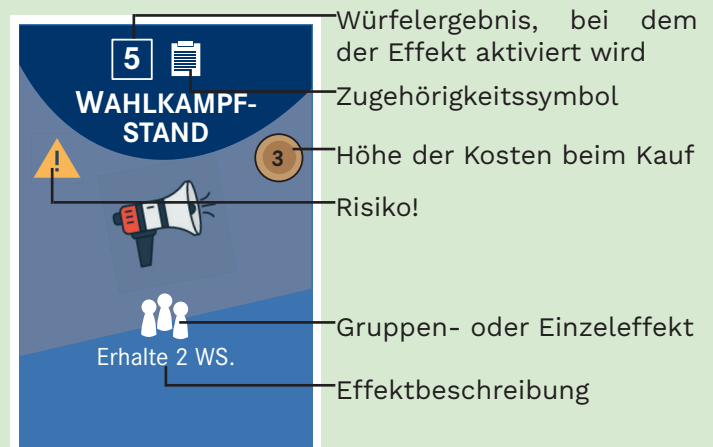 5
WAHLKAMPF-
STAND
!
3
Erhalte 2 WS.
Würfelergebnis, bei dem
der Effekt aktiviert wird
Zugehörigkeitssymbol
Höhe der Kosten beim Kauf
Risiko!
Gruppen- oder Einzeleffekt
Effektbeschreibung